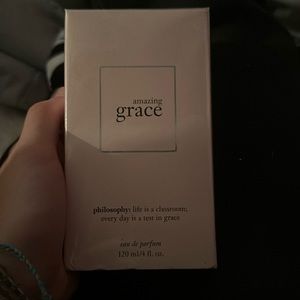 amazing
grace
philosophy: life is a classroom;
every day is a test in grace
eau de parfum
120 ml/4 fl. oz.